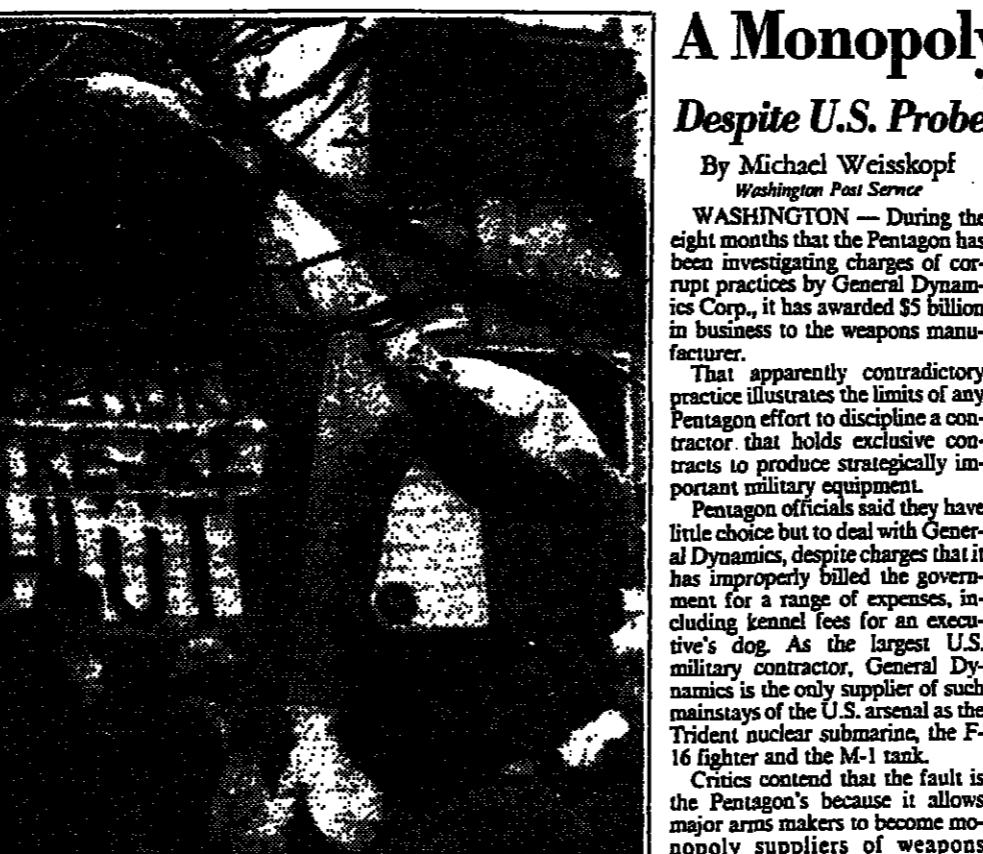 A Monopoly
Despite U.S. Probe
By Michael Weisskopf
Washington Post Service
WASHINGTON — During the
eight months that the Pentagon has
been investigating charges of cor-
rupt practices by General Dynam-
ics Corp., it has awarded $5 billion
in business to the weapons manu-
facturer.
That apparently contradictory
practice illustrates the limits of any
Pentagon effort to discipline a con-
tractor that holds exclusive con-
tracts to produce strategically im-
portant military equipment.
Pentagon officials said they have
little choice but to deal with Gener-
al Dynamics, despite charges that it
has improperly billed the govern-
ment for a range of expenses, in-
cluding kennel fees for an execu-
tive's dog. As the largest U.S.
military contractor, General Dy-
namics is the only supplier of such
mainstays of the U.S. arsenal as the
Trident nuclear submarine, the F-
16 fighter and the M-1 tank.
Critics contend that the fault is
the Pentagon's because it allows
major arms makers to become mo-
nopoly suppliers of weapons